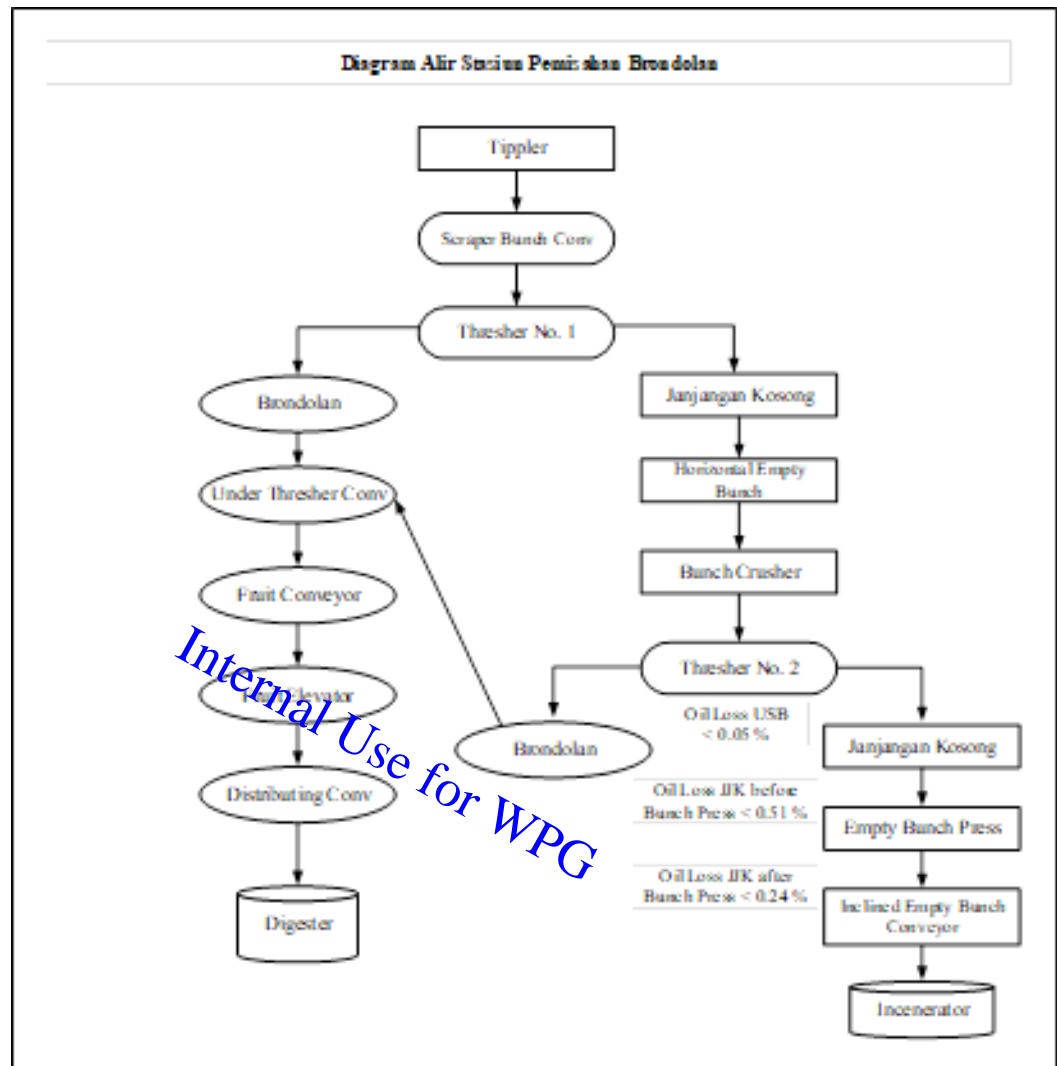 Diagram Alir Stasiun Pemisahan Brondolan
Tippler
Scraper Bunch Conv
Thresher No. 1
Brondolan
Janjangan Kosong
Under Thresher Conv
Horizontal Empty
Bunch
Fruit Conveyor
Bunch Crusher
Fruit Elevator
Thresher No. 2
Distributing Conv
Brondolan
Oil Loss USB
< 0.05 %
Janjangan Kosong
Oil Loss JJK before
Bunch Press < 0.51 %
Empty Bunch Press
Oil Loss JJK after
Bunch Press < 0.24 %
Inclined Empty Bunch
Conveyor
Digester
Incenerator
Internal Use for WPG